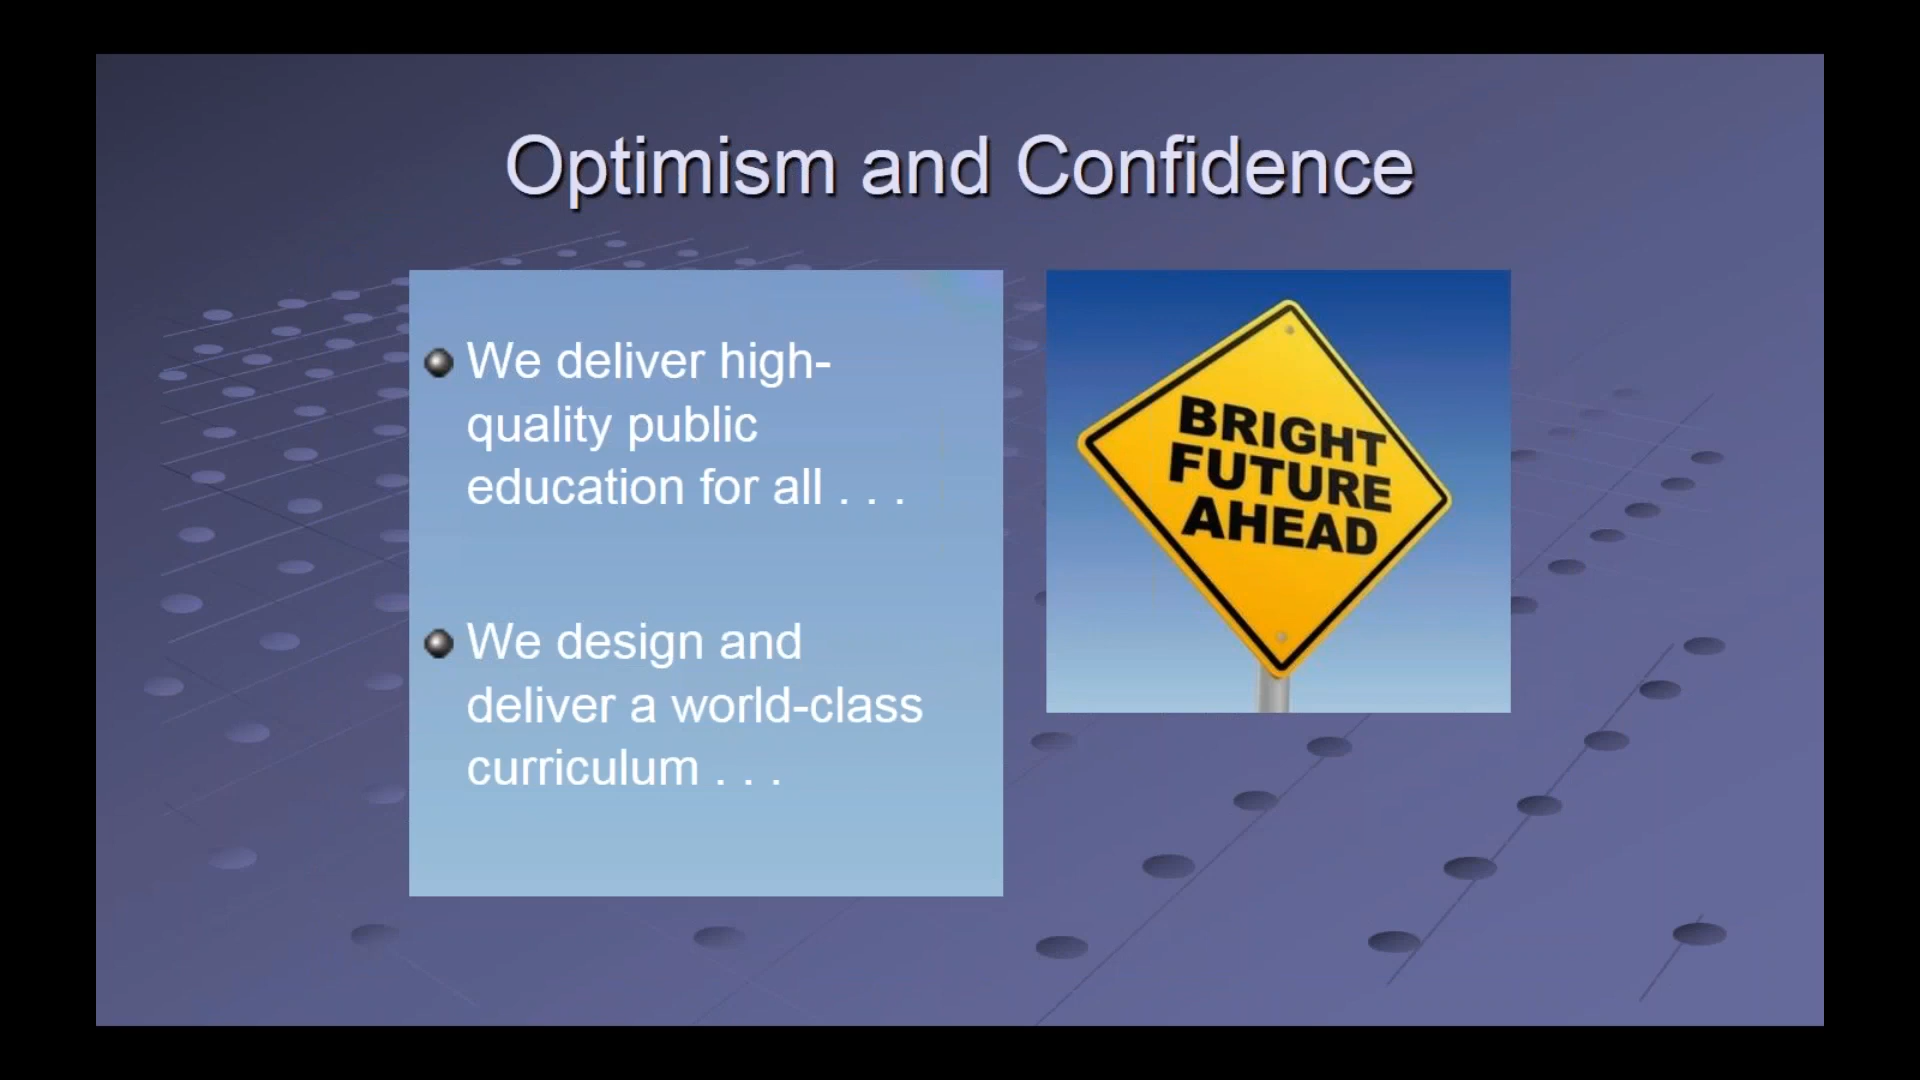 Optimism and Confidence
We deliver high-
quality public
education for all . . .
We design and
deliver a world-class
curriculum . . .
BRIGHT
FUTURE
AHEAD